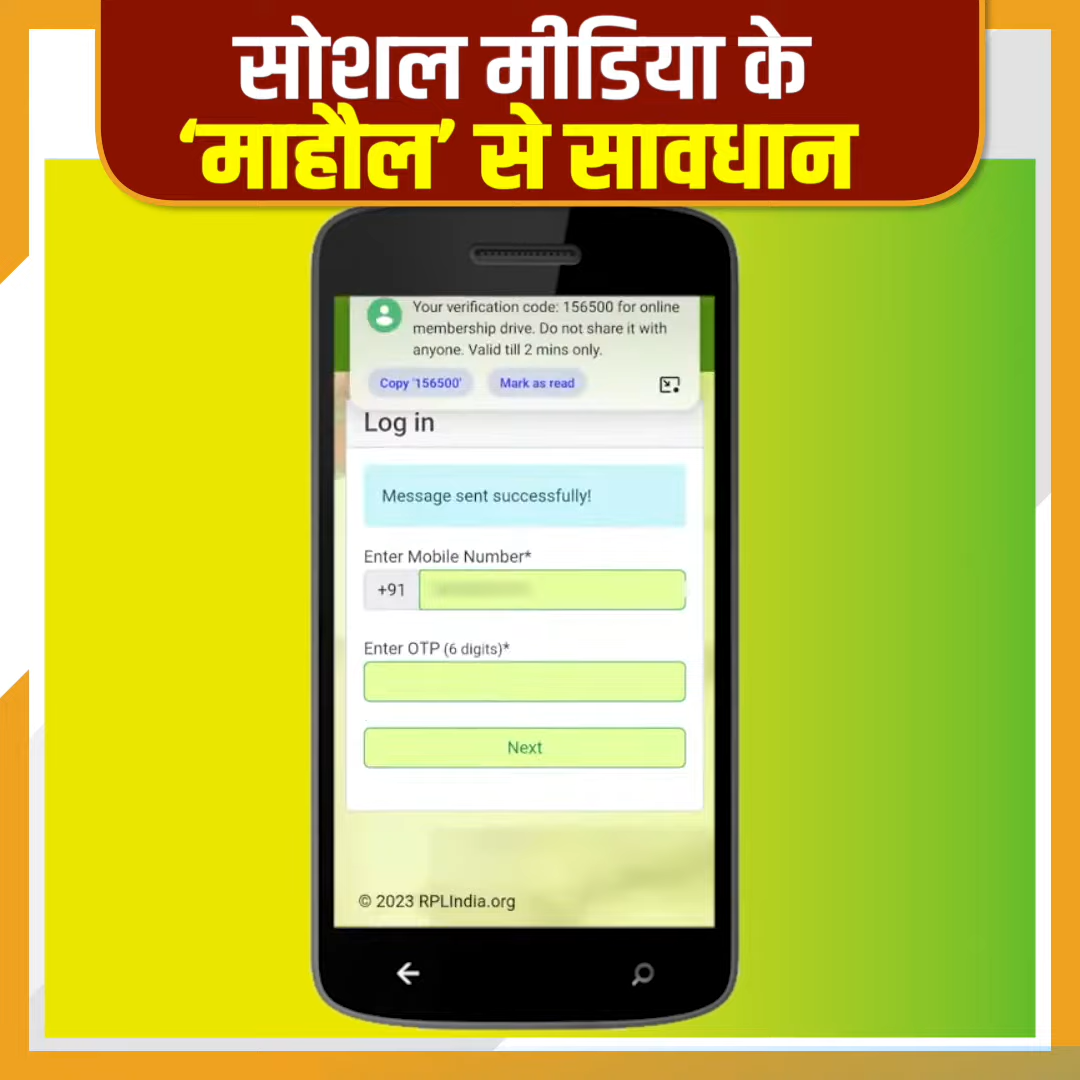 सोशल मीडिया के
‘माहौल’ से सावधान
Your verification code: 156500 for online
membership drive. Do not share it with
anyone. Valid till 2 mins only.
Copy '156500'
Mark as read
Log in
Message sent successfully!
Enter Mobile Number*
+91
Enter OTP (6 digits)*
Next
© 2023 RPLIndia.org